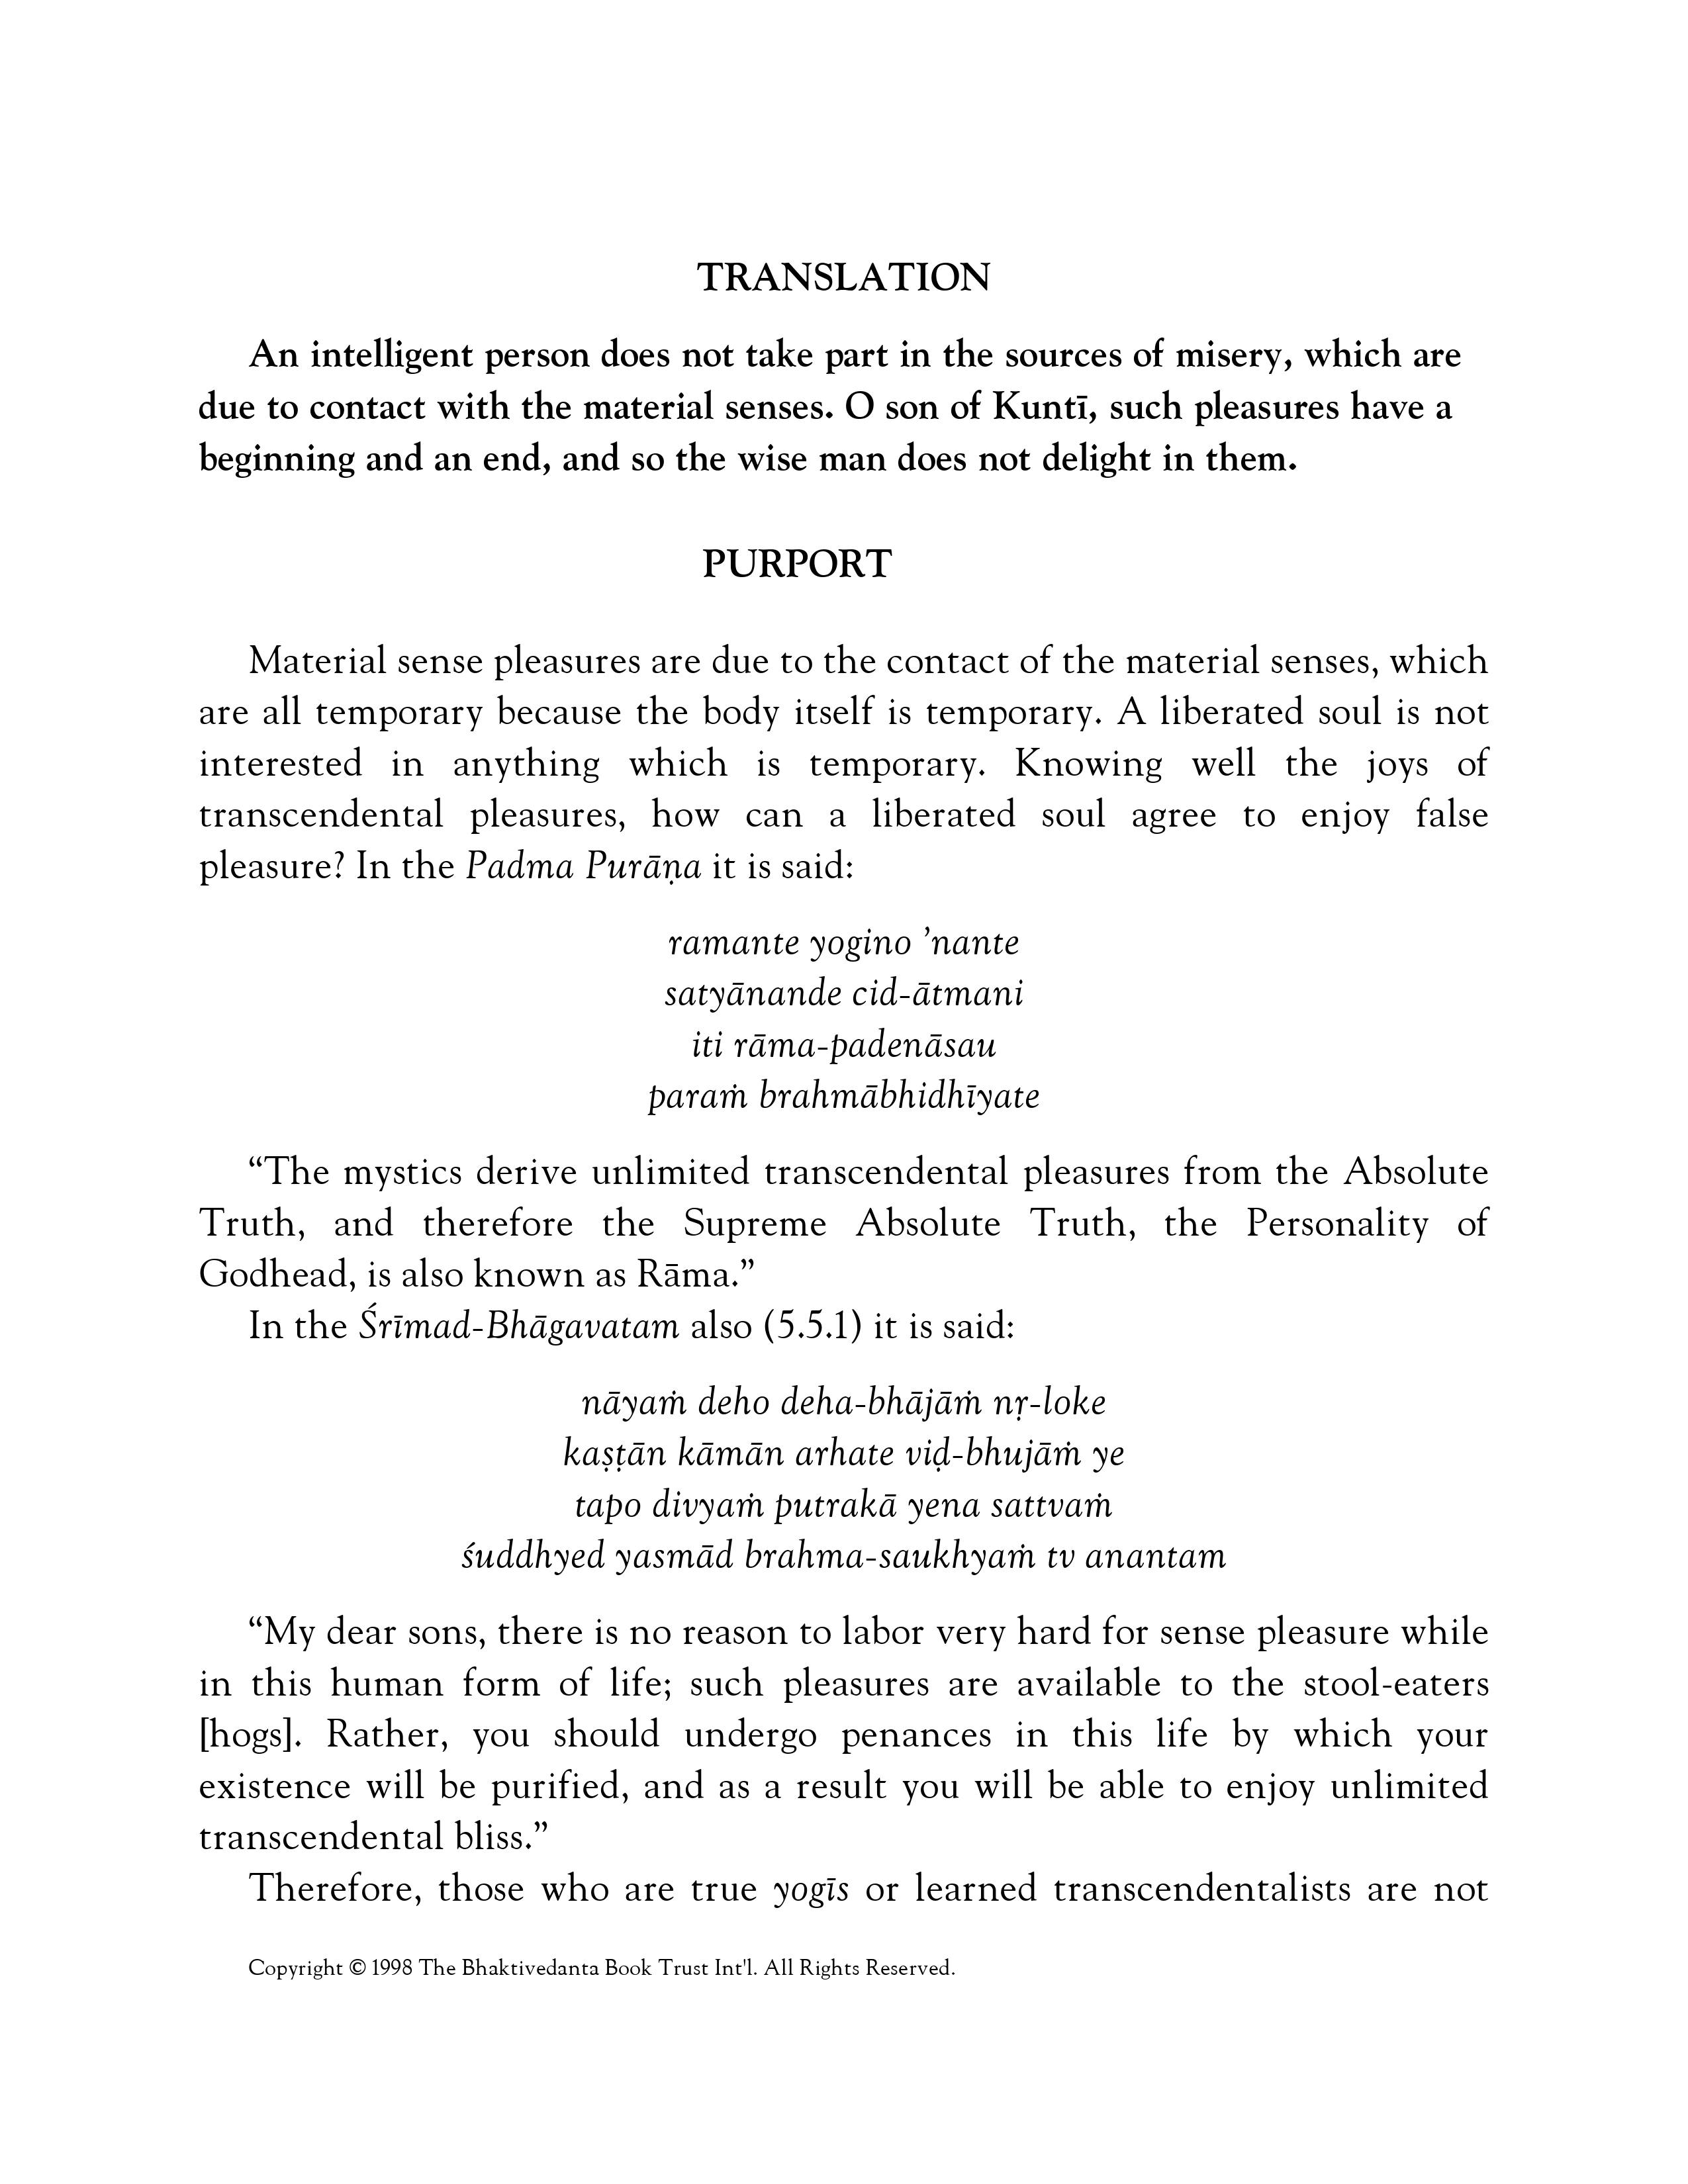 TRANSLATION
An intelligent person does not take part in the sources of misery, which are
due to contact with the material senses. O son of Kuntī, such pleasures have a
beginning and an end, and so the wise man does not delight in them.
PURPORT
Material sense pleasures are due to the contact of the material senses, which
are all temporary because the body itself is temporary. A liberated soul is not
interested in anything which is temporary. Knowing well the joys of
transcendental pleasures, how can a liberated soul agree to enjoy false
pleasure? In the Padma Purāṇa it is said:
ramante yogino ’nante
satyānande cid-ātmani
iti rāma-padenāsau
paraṁ brahmābhidhīyate
“The mystics derive unlimited transcendental pleasures from the Absolute
Truth, and therefore the Supreme Absolute Truth, the Personality of
Godhead, is also known as Rāma.”
In the Śrīmad-Bhāgavatam also (5.5.1) it is said:
nāyaṁ deho deha-bhājāṁ nṛ-loke
kaṣṭān kāmān arhate viḍ-bhujāṁ ye
tapo divyaṁ putrakā yena sattvaṁ
śuddhyed yasmād brahma-saukhyaṁ tv anantam
“My dear sons, there is no reason to labor very hard for sense pleasure while
in this human form of life; such pleasures are available to the stool-eaters
[hogs]. Rather, you should undergo penances in this life by which your
existence will be purified, and as a result you will be able to enjoy unlimited
transcendental bliss.”
Therefore, those who are true yogīs or learned transcendentalists are not
Copyright © 1998 The Bhaktivedanta Book Trust Int'l. All Rights Reserved.